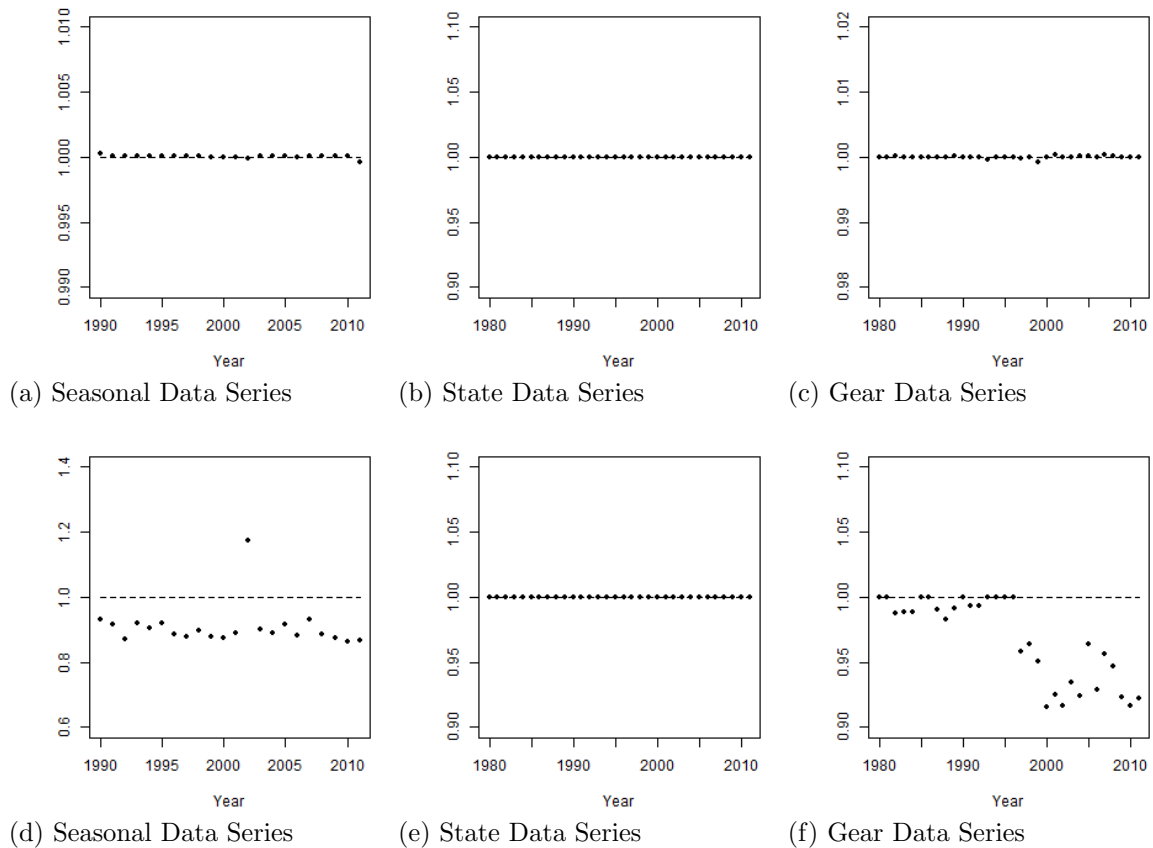 1.010
1.005
1.000
0.995
0.990
1990 1995 2000 2005 2010
Year
(a) Seasonal Data Series
1.10
1.05
1.00
0.95
0.90
1980 1990 2000 2010
Year
(b) State Data Series
1.02
1.01
1.00
0.99
0.98
1980 1990 2000 2010
Year
(c) Gear Data Series
1.4
1.2
1.0
0.8
0.6
1990 1995 2000 2005 2010
Year
(d) Seasonal Data Series
1.10
1.05
1.00
0.95
0.90
1980 1990 2000 2010
Year
(e) State Data Series
1.10
1.05
1.00
0.95
0.90
1980 1990 2000 2010
Year
(f) Gear Data Series